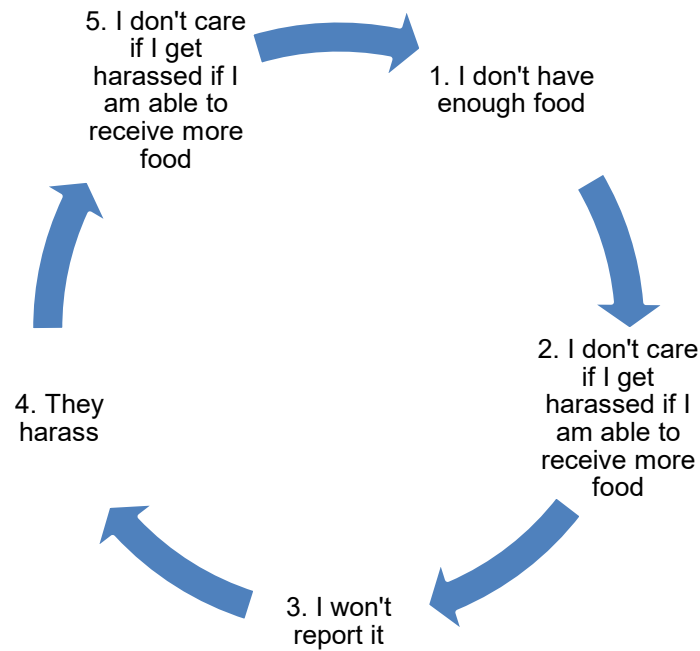 1. I don't have
enough food
2. I don't care
if I get
harassed if I
am able to
receive more
food
3. I won't
report it
4. They
harass
5. I don't care
if I get
harassed if I
am able to
receive more
food